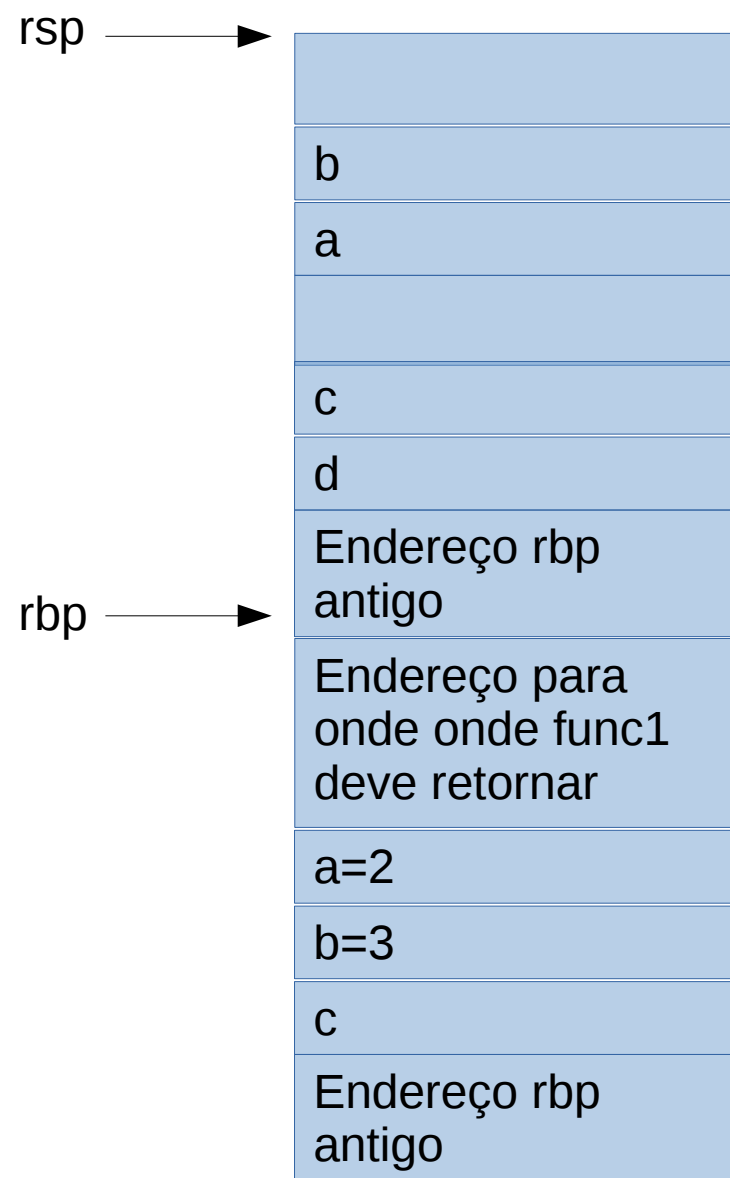 rsp
b
a
c
d
Endereço rbp
antigo
rbp
Endereço para
onde onde func1
deve retornar
a=2
b=3
c
Endereço rbp
antigo